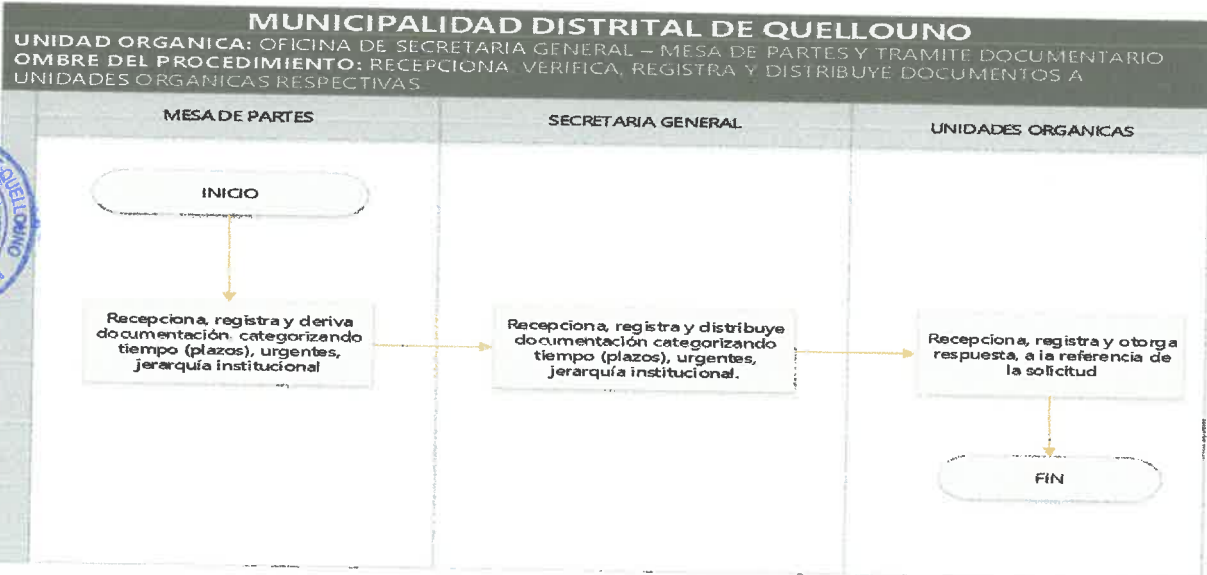 MUNICIPALIDAD DISTRITAL DE QUELLOUNO
UNIDAD ORGANICA: OFICINA DE SECRETARIA GENERAL – MESA DE PARTES Y TRAMITE DOCUMENTARIO
OMBRE DEL PROCEDIMIENTO: RECEPCIONA, VERIFICA, REGISTRA Y DISTRIBUYE DOCUMENTOS A
UNIDADES ORGANICAS RESPECTIVAS.
MESA DE PARTES
SECRETARIA GENERAL
UNIDADES ORGANICAS
INICIO
Recepciona, registra y deriva
documentación, categorizando
tiempo (plazos), urgentes,
jerarquía institucional
Recepciona, registra y distribuye
documentación categorizando
tiempo (plazos), urgentes,
jerarquía institucional.
Recepciona, registra y otorga
respuesta, a la referencia de
la solicitud
FIN
QUELLOUNO